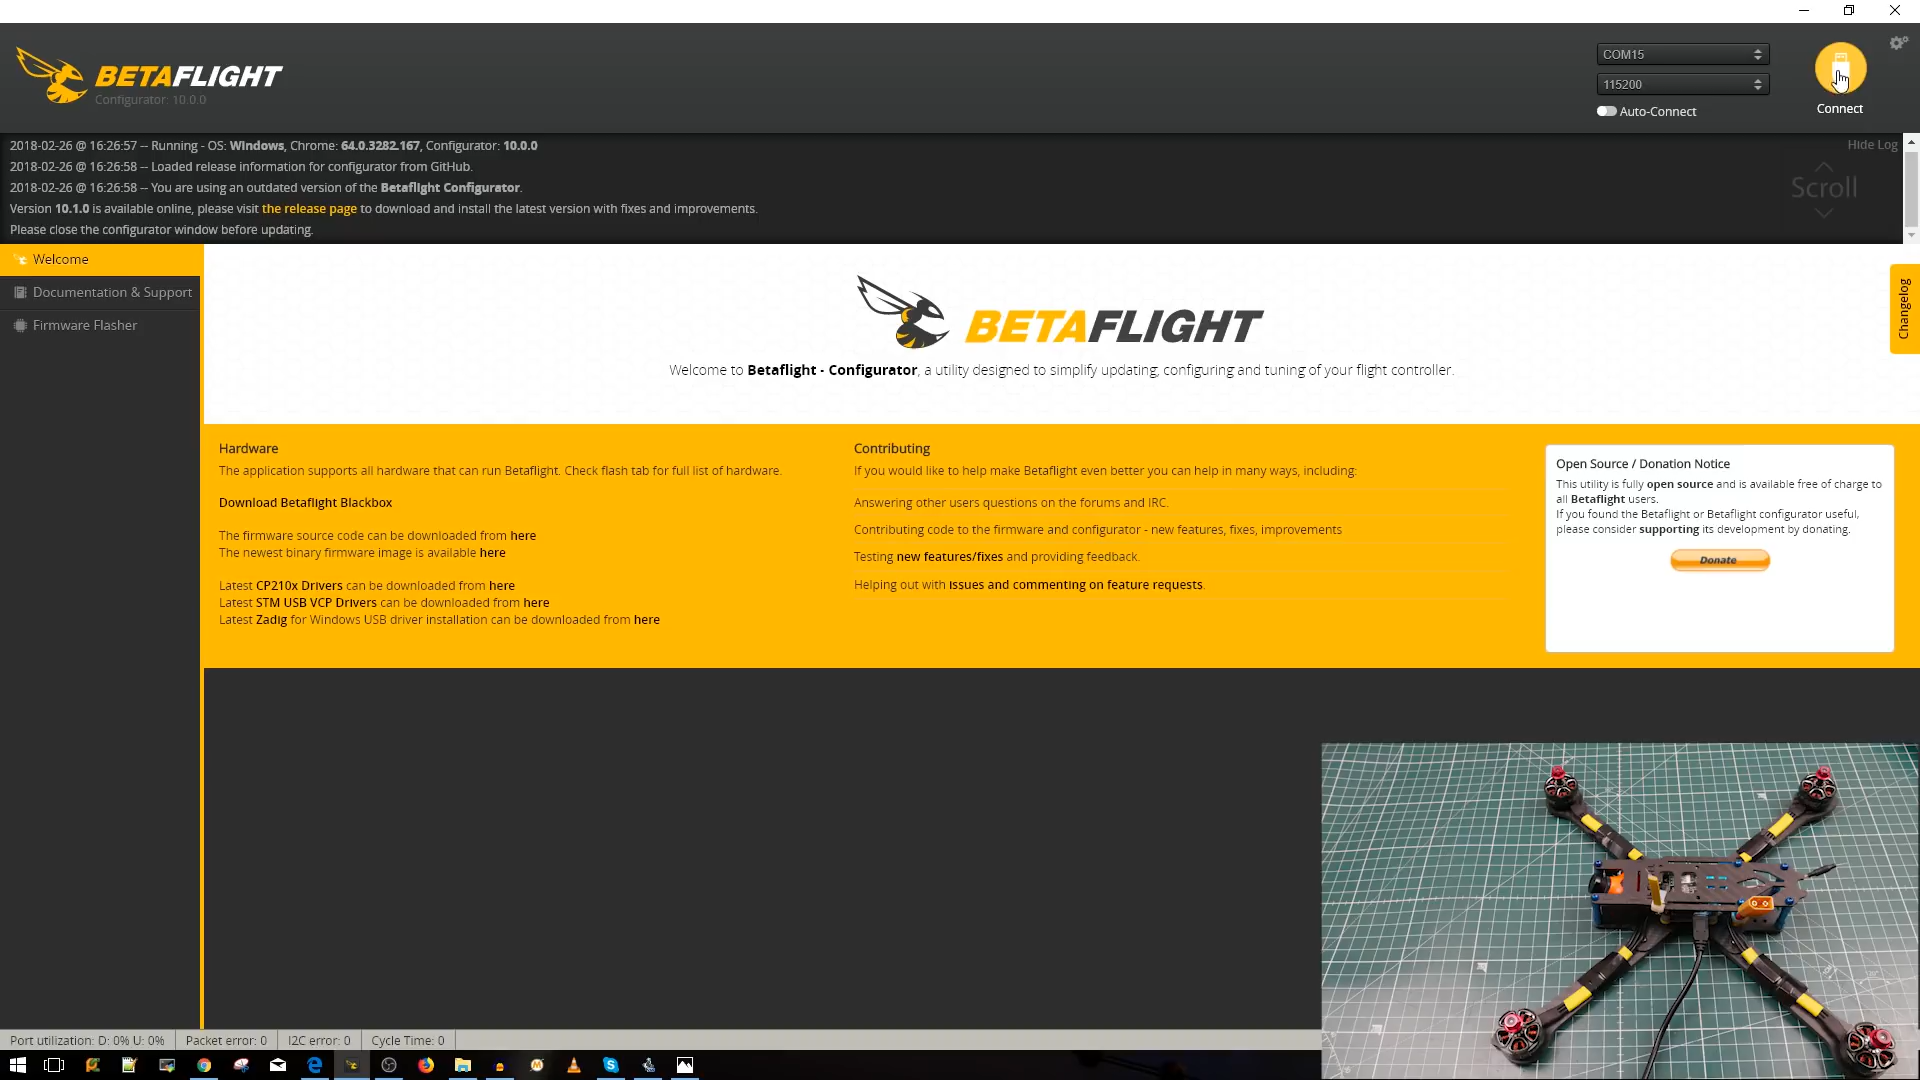 BETAFLIGHT
Configurator: 10.0.0
COM15
115200
Auto-Connect
Connect
2018-02-26 @ 16:26:57 -- Running - OS: Windows, Chrome: 64.0.3282.167, Configurator: 10.0.0
2018-02-26 @ 16:26:58 -- Loaded release information for configurator from GitHub.
2018-02-26 @ 16:26:58 -- You are using an outdated version of the Betaflight Configurator.
Version 10.1.0 is available online, please visit the release page to download and install the latest version with fixes and improvements.
Please close the configurator window before updating.
Hide Log
Scroll
Welcome
Documentation & Support
Firmware Flasher
Changelog
BETAFLIGHT
Welcome to Betaflight - Configurator, a utility designed to simplify updating, configuring and tuning of your flight controller.
Hardware
The application supports all hardware that can run Betaflight. Check flash tab for full list of hardware.
Download Betaflight Blackbox
The firmware source code can be downloaded from here
The newest binary firmware image is available here
Latest CP210x Drivers can be downloaded from here
Latest STM USB VCP Drivers can be downloaded from here
Latest Zadig for Windows USB driver installation can be downloaded from here
Contributing
If you would like to help make Betaflight even better you can help in many ways, including:
Answering other users questions on the forums and IRC.
Contributing code to the firmware and configurator - new features, fixes, improvements
Testing new features/fixes and providing feedback.
Helping out with issues and commenting on feature requests.
Open Source / Donation Notice
This utility is fully open source and is available free of charge to
all Betaflight users.
If you found the Betaflight or Betaflight configurator useful,
please consider supporting its development by donating.
Donate
Port utilization: D: 0% U: 0%
Packet error: 0
I2C error: 0
Cycle Time: 0